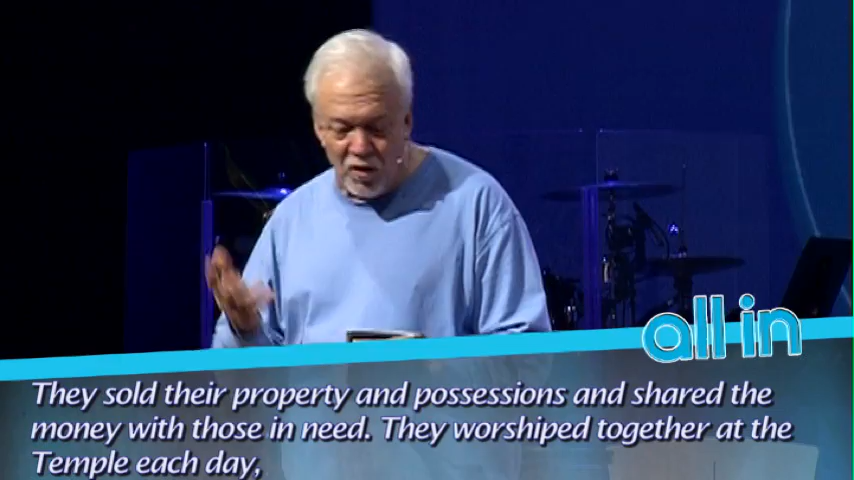 all in
They sold their property and possessions and shared the
money with those in need. They worshiped together at the
Temple each day,